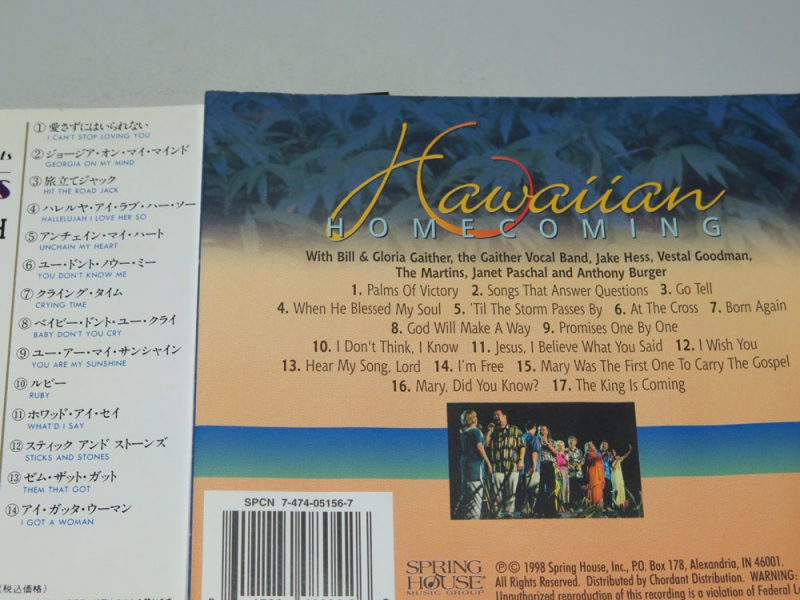 ls
s
H
① 愛さずにはいられない
I CAN'T STOP LOVING YOU
② ジョージア・オン・マイ・マインド
GEORGIA ON MY MIND
③ 旅立てジャック
HIT THE ROAD JACK
④ ハレルヤ・アイ・ラブ・ハー・ソー
HALLELUJAH I LOVE HER SO
⑤ アンチェイン・マイ・ハート
UNCHAIN MY HEART
⑥ ユー・ドント・ノウ・ミー
YOU DON'T KNOW ME
⑦ クライング・タイム
CRYING TIME
⑧ ベイビー・ドント・ユー・クライ
BABY DON'T YOU CRY
⑨ ユー・アー・マイ・サンシャイン
YOU ARE MY SUNSHINE
⑩ ルビー
RUBY
⑪ ホワッド・アイ・セイ
WHAT'D I SAY
⑫ スティック アンド ストーンズ
STICKS AND STONES
⑬ ゼム・ザット・ガット
THEM THAT GOT
⑭ アイ・ガッタ・ウーマン
I GOT A WOMAN
(税込価格)
Hawaiian
HOMECOMING
With Bill & Gloria Gaither, the Gaither Vocal Band, Jake Hess, Vestal Goodman,
The Martins, Janet Paschal and Anthony Burger
1. Palms Of Victory 2. Songs That Answer Questions 3. Go Tell
4. When He Blessed My Soul 5. 'Til The Storm Passes By 6. At The Cross 7. Born Again
8. God Will Make A Way 9. Promises One By One
10. I Don't Think, I Know 11. Jesus, I Believe What You Said 12. I Wish You
13. Hear My Song, Lord 14. I'm Free 15. Mary Was The First One To Carry The Gospel
16. Mary, Did You Know? 17. The King Is Coming
SPCN 7-474-05156-7
SPRING
HOUSE
MUSIC GROUP
Ⓟ© 1998 Spring House, Inc., P.O. Box 178, Alexandria, IN 46001.
All Rights Reserved. Distributed by Chordant Distribution. WARNING:
Unauthorized reproduction of this recording is a violation of Federal